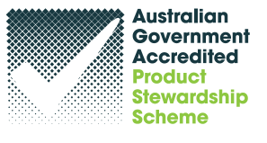 Australian
Government
Accredited
Product
Stewardship
Scheme